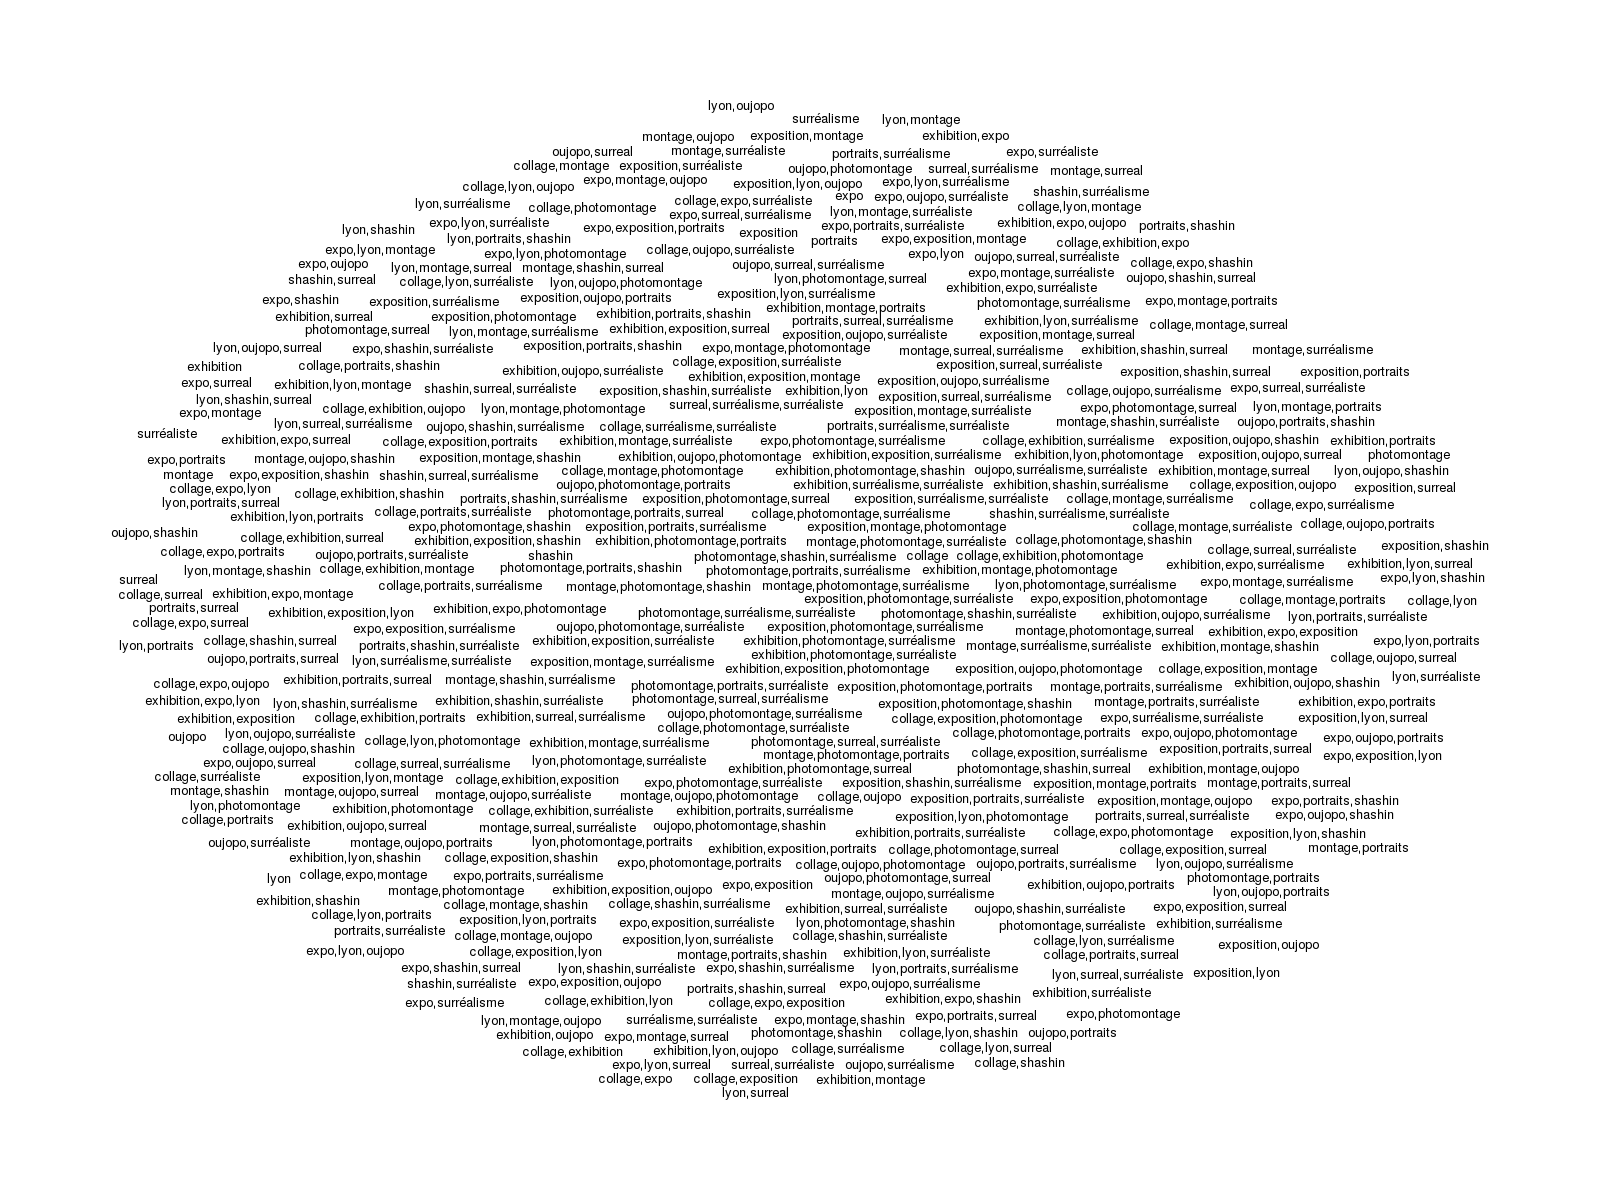 lyon,oujopo
surréalisme lyon,montage
montage,oujopo exposition,montage exhibition,expo
oujopo,surreal montage,surréaliste portraits,surréalisme expo,surréaliste
collage,montage exposition,surréaliste oujopo,photomontage surreal,surréalisme montage,surreal
collage,lyon,oujopo expo,montage,oujopo exposition,lyon,oujopo expo,lyon,surréalisme shashin,surréalisme
lyon,surréalisme collage,photomontage collage,expo,surréaliste expo expo,oujopo,surréaliste collage,lyon,montage
expo,surreal,surréalisme lyon,montage,surréaliste
lyon,shashin expo,lyon,surréaliste expo,exposition,portraits exposition expo,portraits,surréaliste exhibition,expo,oujopo portraits,shashin
lyon,portraits,shashin portraits expo,exposition,montage collage,exhibition,expo
expo,lyon,montage expo,lyon,photomontage collage,oujopo,surréaliste expo,lyon oujopo,surreal,surréaliste
expo,oujopo lyon,montage,surreal montage,shashin,surreal oujopo,surreal,surréalisme expo,montage,surréaliste collage,expo,shashin
shashin,surreal collage,lyon,surréaliste lyon,oujopo,photomontage lyon,photomontage,surreal exhibition,expo,surréaliste oujopo,shashin,surreal
expo,shashin exposition,surréalisme exposition,oujopo,portraits exposition,lyon,surréalisme photomontage,surréalisme expo,montage,portraits
exhibition,surreal exposition,photomontage exhibition,portraits,shashin exhibition,montage,portraits
photomontage,surreal lyon,montage,surréalisme exhibition,exposition,surreal portraits,surreal,surréalisme exhibition,lyon,surréalisme collage,montage,surreal
exposition,oujopo,surréaliste exposition,montage,surreal
lyon,oujopo,surreal expo,shashin,surréaliste exposition,portraits,shashin expo,montage,photomontage montage,surreal,surréalisme exhibition,shashin,surreal montage,surréalisme
exhibition collage,portraits,shashin exhibition,oujopo,surréaliste collage,exposition,surréaliste exposition,surreal,surréaliste exposition,shashin,surreal exposition,portraits
expo,surreal exhibition,lyon,montage shashin,surreal,surréaliste exhibition,exposition,montage exposition,oujopo,surréalisme
exposition,shashin,surréaliste exhibition,lyon exposition,surreal,surréalisme collage,oujopo,surréalisme expo,surreal,surréaliste
lyon,shashin,surreal
expo,montage collage,exhibition,oujopo lyon,montage,photomontage surreal,surréalisme,surréaliste exposition,montage,surréaliste expo,photomontage,surreal lyon,montage,portraits
lyon,surreal,surréalisme oujopo,shashin,surréalisme collage,surréalisme,surréaliste portraits,surréalisme,surréaliste montage,shashin,surréaliste oujopo,portraits,shashin
surréaliste exhibition,expo,surreal collage,exposition,portraits exhibition,montage,surréaliste expo,photomontage,surréalisme collage,exhibition,surréalisme exposition,oujopo,shashin exhibition,portraits
expo,portraits montage,oujopo,shashin exposition,montage,shashin exhibition,oujopo,photomontage exhibition,exposition,surréalisme exhibition,lyon,photomontage exposition,oujopo,surreal photomontage
montage expo,exposition,shashin shashin,surreal,surréalisme collage,montage,photomontage exhibition,photomontage,shashin oujopo,surréalisme,surréaliste exhibition,montage,surreal lyon,oujopo,shashin
collage,expo,lyon collage,exhibition,shashin oujopo,photomontage,portraits exhibition,surréalisme,surréaliste exhibition,shashin,surréalisme collage,exposition,oujopo exposition,surreal
lyon,portraits,surreal portraits,shashin,surréalisme exposition,photomontage,surreal exposition,surréalisme,surréaliste collage,montage,surréalisme collage,expo,surréalisme
exhibition,lyon,portraits collage,portraits,surréaliste photomontage,portraits,surreal collage,photomontage,surréalisme shashin,surréalisme,surréaliste
oujopo,shashin expo,photomontage,shashin exposition,portraits,surréalisme exposition,montage,photomontage collage,montage,surréaliste collage,oujopo,portraits
collage,exhibition,surreal exhibition,exposition,shashin exhibition,photomontage,portraits montage,photomontage,surréaliste collage,photomontage,shashin
collage,expo,portraits oujopo,portraits,surréaliste shashin photomontage,shashin,surréalisme collage collage,exhibition,photomontage collage,surreal,surréaliste exposition,shashin
lyon,montage,shashin collage,exhibition,montage photomontage,portraits,shashin photomontage,portraits,surréalisme exhibition,montage,photomontage exhibition,expo,surréalisme exhibition,lyon,surreal
surreal collage,portraits,surréalisme montage,photomontage,shashin montage,photomontage,surréalisme lyon,photomontage,surréalisme expo,montage,surréalisme expo,lyon,shashin
collage,surreal exhibition,expo,montage exposition,photomontage,surréaliste expo,exposition,photomontage collage,montage,portraits collage,lyon
portraits,surreal exhibition,exposition,lyon exhibition,expo,photomontage photomontage,surréalisme,surréaliste photomontage,shashin,surréaliste exhibition,oujopo,surréalisme lyon,portraits,surréaliste
collage,expo,surreal expo,exposition,surréalisme oujopo,photomontage,surréaliste exposition,photomontage,surréalisme montage,photomontage,surreal exhibition,expo,exposition
lyon,portraits collage,shashin,surreal portraits,shashin,surréaliste exhibition,exposition,surréaliste exhibition,photomontage,surréalisme montage,surréalisme,surréaliste exhibition,montage,shashin expo,lyon,portraits
oujopo,portraits,surreal lyon,surréalisme,surréaliste exposition,montage,surréalisme exhibition,photomontage,surréaliste collage,oujopo,surreal
exhibition,exposition,photomontage exposition,oujopo,photomontage collage,exposition,montage
collage,expo,oujopo exhibition,portraits,surreal montage,shashin,surréalisme photomontage,portraits,surréaliste exposition,photomontage,portraits montage,portraits,surréalisme exhibition,oujopo,shashin lyon,surréaliste
exhibition,expo,lyon lyon,shashin,surréalisme exhibition,shashin,surréaliste photomontage,surreal,surréalisme exposition,photomontage,shashin montage,portraits,surréaliste exhibition,expo,portraits
exhibition,exposition collage,exhibition,portraits exhibition,surreal,surréalisme oujopo,photomontage,surréalisme collage,exposition,photomontage expo,surréalisme,surréaliste exposition,lyon,surreal
oujopo lyon,oujopo,surréaliste collage,photomontage,surréaliste collage,photomontage,portraits expo,oujopo,photomontage expo,oujopo,portraits
collage,oujopo,shashin collage,lyon,photomontage exhibition,montage,surréalisme photomontage,surreal,surréaliste exposition,portraits,surreal
expo,oujopo,surreal collage,surreal,surréalisme lyon,photomontage,surréaliste montage,photomontage,portraits collage,exposition,surréalisme expo,exposition,lyon
collage,surréaliste exposition,lyon,montage collage,exhibition,exposition exhibition,photomontage,surreal photomontage,shashin,surreal exhibition,montage,oujopo
montage,shashin montage,oujopo,surreal montage,oujopo,surréaliste expo,photomontage,surréaliste exposition,shashin,surréalisme exposition,montage,portraits montage,portraits,surreal
lyon,photomontage exhibition,photomontage collage,exhibition,surréaliste montage,oujopo,photomontage collage,oujopo exposition,portraits,surréaliste exposition,montage,oujopo expo,portraits,shashin
collage,portraits exhibition,oujopo,surreal montage,surreal,surréaliste exhibition,portraits,surréalisme exposition,lyon,photomontage portraits,surreal,surréaliste expo,oujopo,shashin
oujopo,photomontage,shashin exhibition,portraits,surréaliste collage,expo,photomontage exposition,lyon,shashin
oujopo,surréaliste montage,oujopo,portraits lyon,photomontage,portraits exhibition,exposition,portraits collage,photomontage,surreal collage,exposition,surreal montage,portraits
exhibition,lyon,shashin collage,exposition,shashin expo,photomontage,portraits collage,oujopo,photomontage oujopo,portraits,surréalisme lyon,oujopo,surréalisme
lyon collage,expo,montage expo,portraits,surréalisme oujopo,photomontage,surreal photomontage,portraits
montage,photomontage exhibition,exposition,oujopo expo,exposition montage,oujopo,surréalisme exhibition,oujopo,portraits lyon,oujopo,portraits
exhibition,shashin collage,montage,shashin collage,shashin,surréalisme exhibition,surreal,surréaliste oujopo,shashin,surréaliste expo,exposition,surreal
collage,lyon,portraits exposition,lyon,portraits expo,exposition,surréaliste lyon,photomontage,shashin photomontage,surréaliste exhibition,surréalisme
portraits,surréaliste collage,montage,oujopo exposition,lyon,surréaliste collage,shashin,surréaliste collage,lyon,surréalisme exposition,oujopo
expo,lyon,oujopo collage,exposition,lyon montage,portraits,shashin exhibition,lyon,surréaliste collage,portraits,surreal
expo,shashin,surreal lyon,shashin,surréaliste expo,shashin,surréalisme lyon,portraits,surréalisme lyon,surreal,surréaliste exposition,lyon
shashin,surréaliste expo,exposition,oujopo portraits,shashin,surreal expo,oujopo,surréalisme
expo,surréalisme collage,exhibition,lyon collage,expo,exposition exhibition,expo,shashin exhibition,surréaliste
lyon,montage,oujopo surréalisme,surréaliste expo,montage,shashin expo,portraits,surreal expo,photomontage
exhibition,oujopo expo,montage,surreal photomontage,shashin collage,lyon,shashin oujopo,portraits
collage,exhibition exhibition,lyon,oujopo collage,surréalisme collage,lyon,surreal
expo,lyon,surreal surreal,surréaliste oujopo,surréalisme collage,shashin
collage,expo collage,exposition exhibition,montage
lyon,surreal